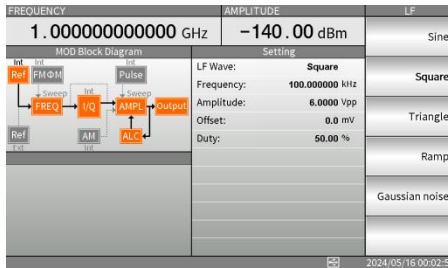 FREQUENCY
AMPLITUDE
LF
1.000000000000 GHz
-140.00 dBm
MOD Block Diagram
Setting
Int
Int
Int
Ref
FMΦM
Pulse
Sweep
Int
Sweep
FREQ
I/Q
AMPL
Output
Ref
AM
ALC
Ext
Int
LF Wave: Square
Frequency: 100.000000 kHz
Amplitude: 6.0000 Vpp
Offset: 0.0 mV
Duty: 50.00 %
Sine
Square
Triangle
Ramp
Gaussian noise
2024/05/16 00:02:5